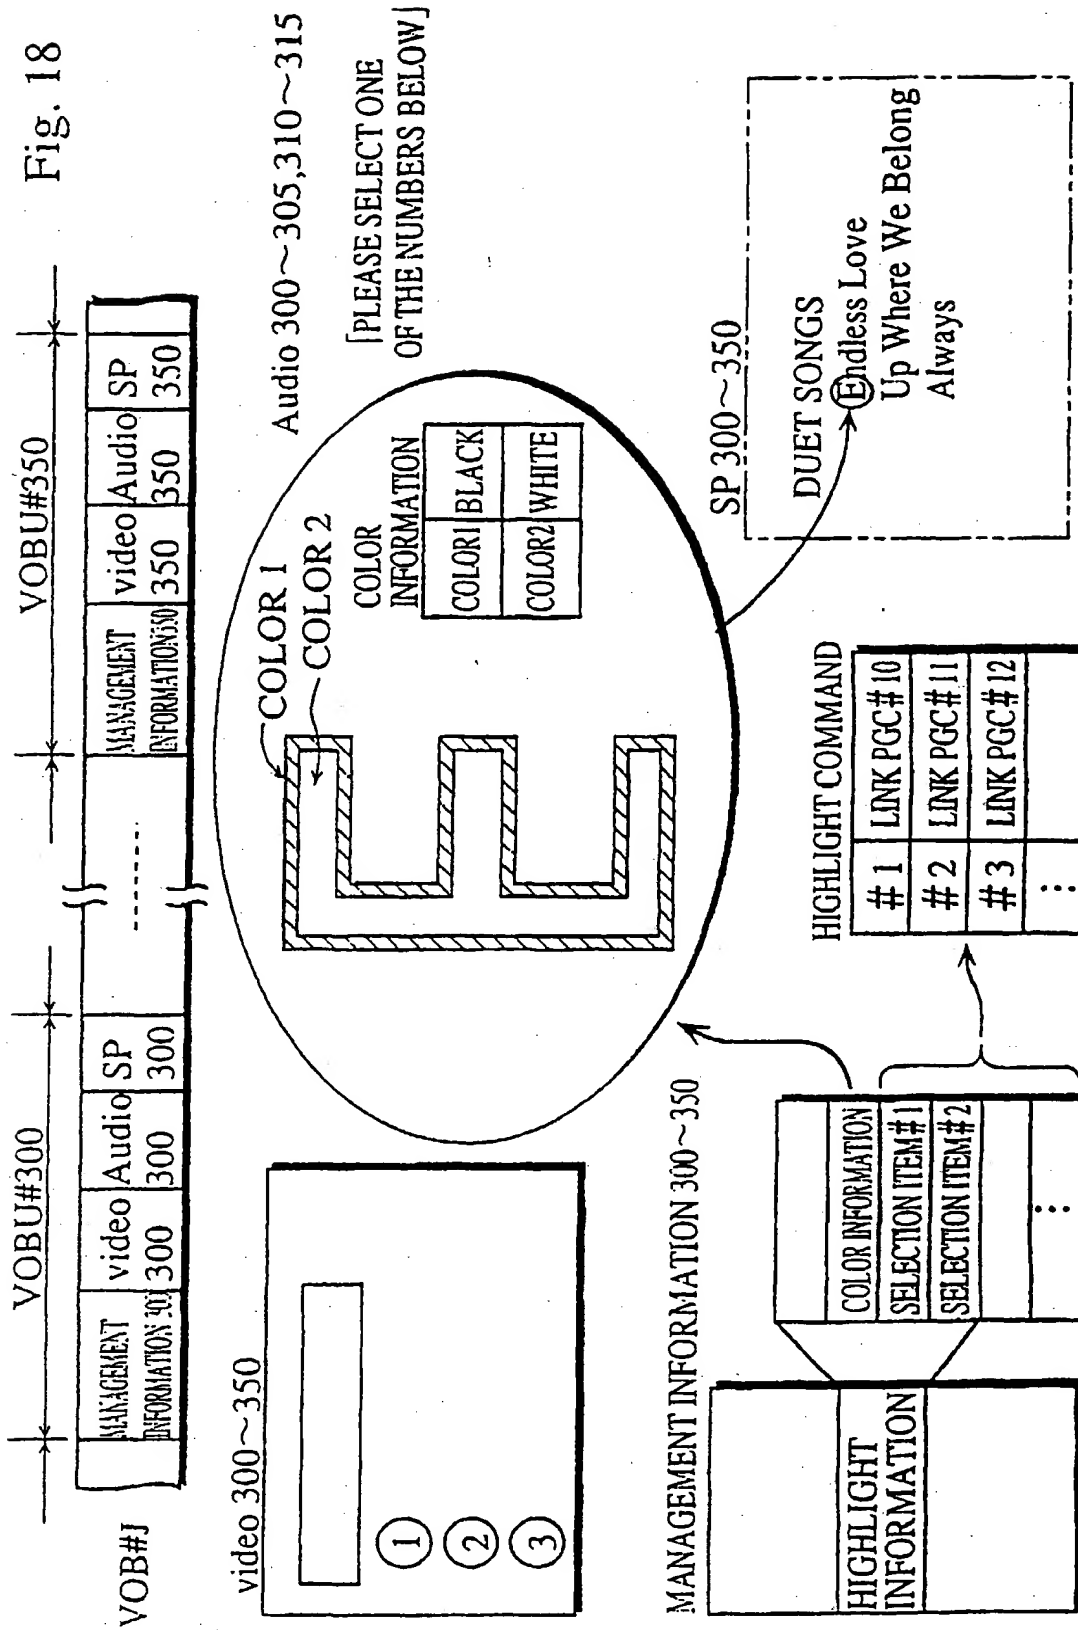 Fig. 18
VOBU#300
VOBU#350
VOB#J
MANAGEMENT
INFORMATION 300
video
300
Audio
300
SP
300
MANAGEMENT
INFORMATION350
video
350
Audio
350
SP
350
video 300~350
1
2
3
COLOR 1
COLOR 2
COLOR
INFORMATION
COLOR1 BLACK
COLOR2 WHITE
Audio 300~305,310~315
「PLEASE SELECT ONE
OF THE NUMBERS BELOW」
MANAGEMENT INFORMATION 300~350
HIGHLIGHT
INFORMATION
COLOR INFORMATION
SELECTION ITEM#1
SELECTION ITEM#2
HIGHLIGHT COMMAND
#1 LINK PGC#10
#2 LINK PGC#11
#3 LINK PGC#12
SP 300~350
DUET SONGS
Endless Love
Up Where We Belong
Always